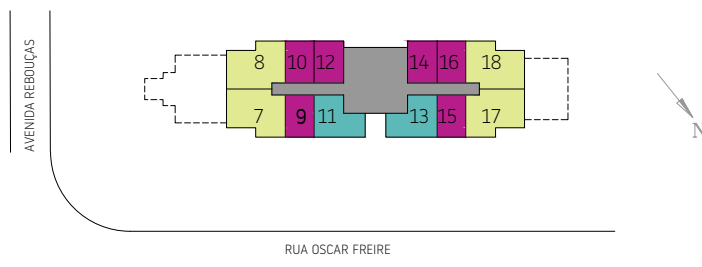 AVENIDA REBOUÇAS
8 10 12 14 16 18
7 9 11 13 15 17
N
RUA OSCAR FREIRE